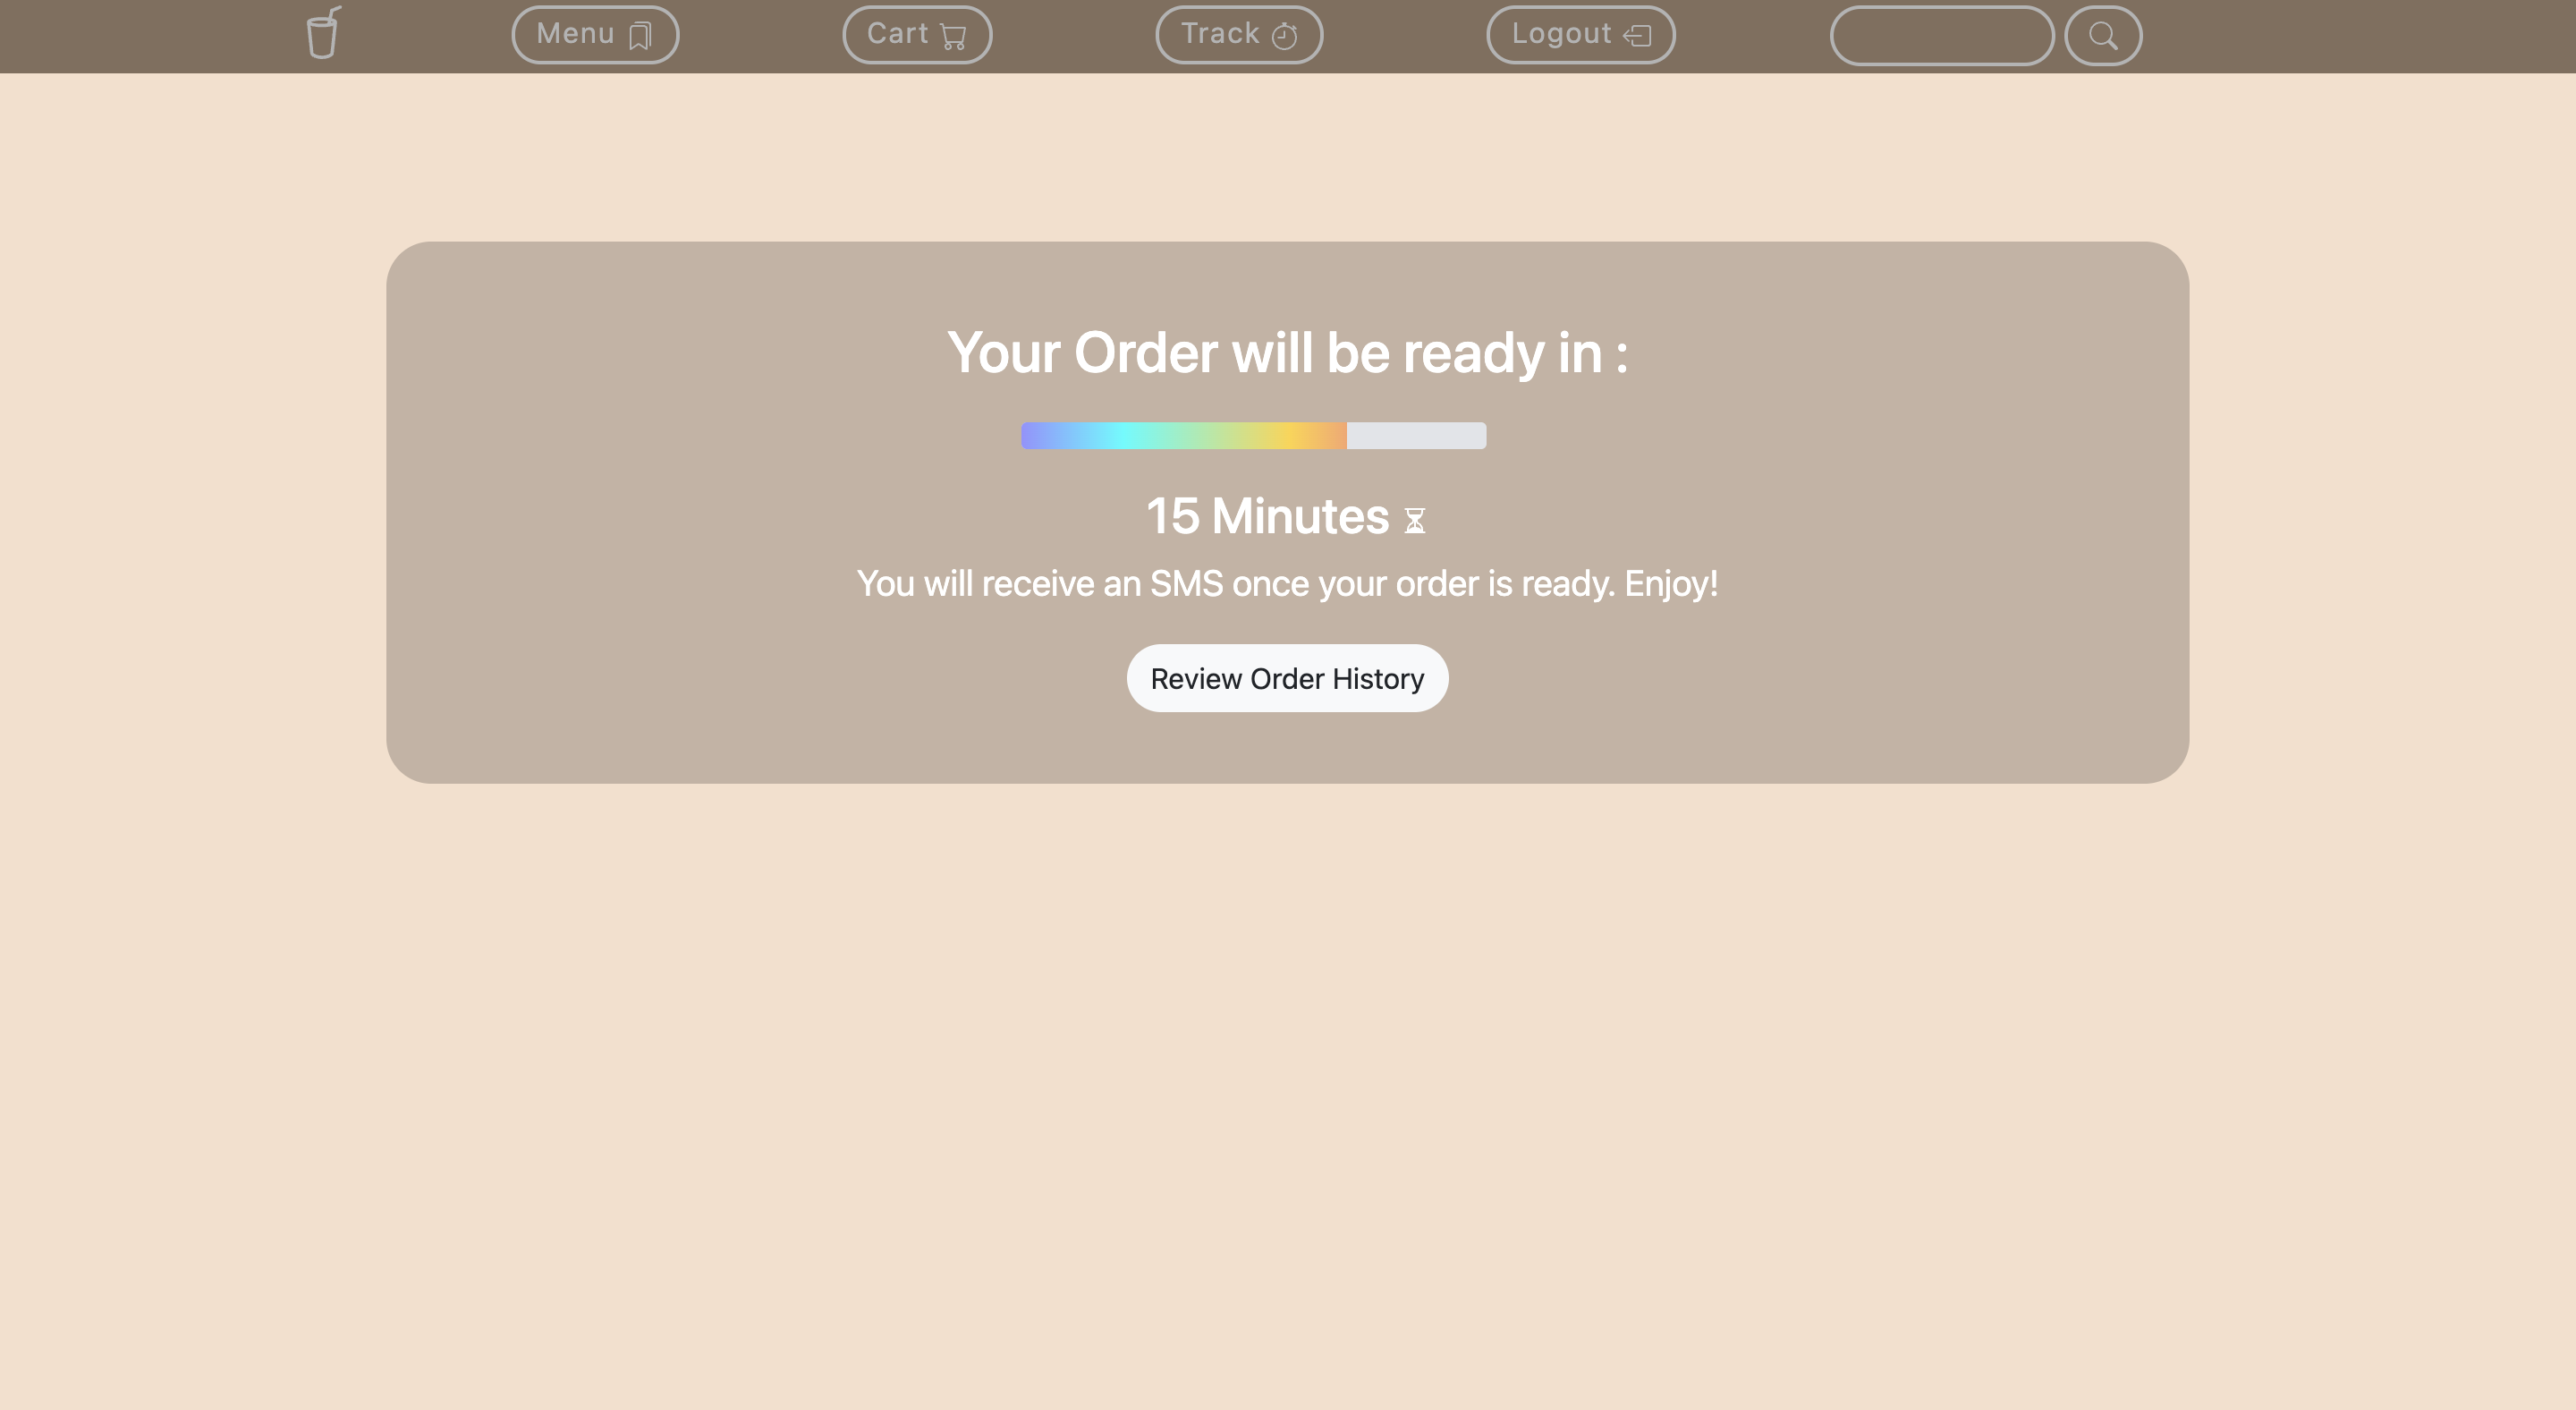 Menu
Cart
Track
Logout
Your Order will be ready in :
15 Minutes
You will receive an SMS once your order is ready. Enjoy!
Review Order History